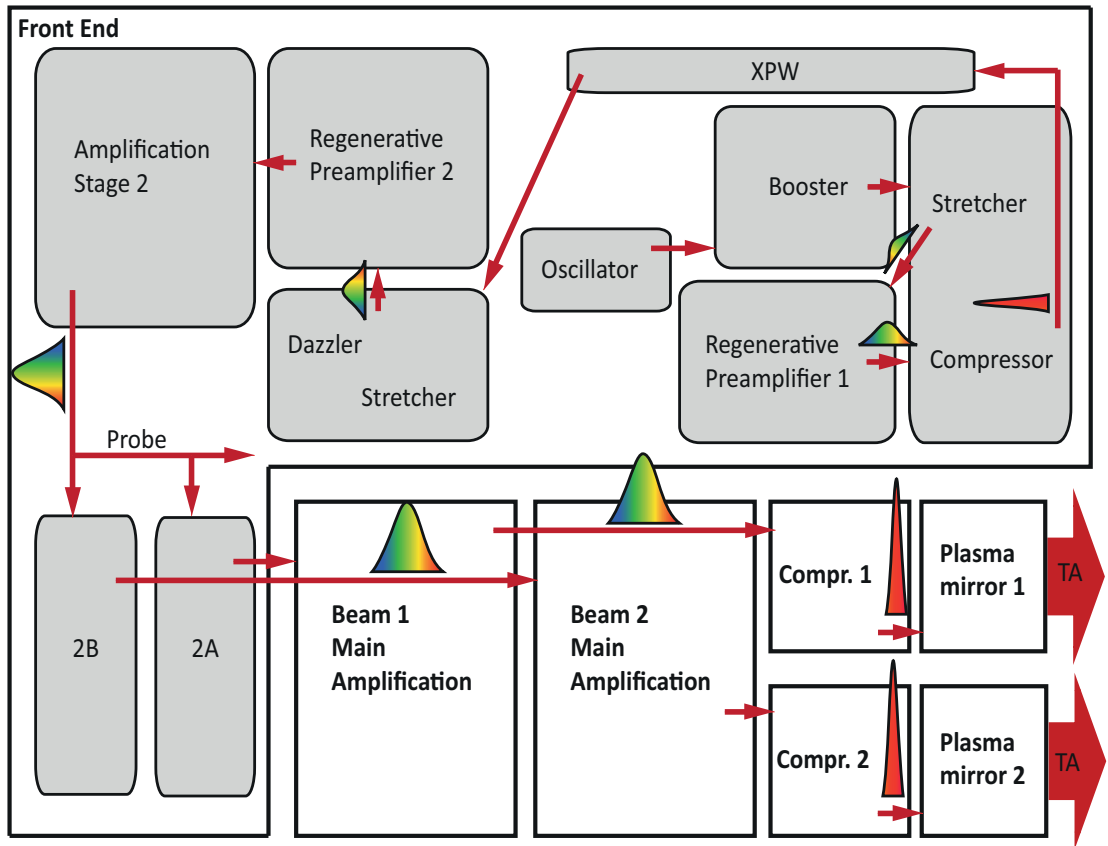 Front End
XPW
Amplification
Stage 2
Regenerative
Preamplifier 2
Booster
Stretcher
Oscillator
Dazzler
Stretcher
Regenerative
Preamplifier 1
Compressor
Probe
2B
2A
Beam 1
Main
Amplification
Beam 2
Main
Amplification
Compr. 1
Plasma
mirror 1
TA
Compr. 2
Plasma
mirror 2
TA